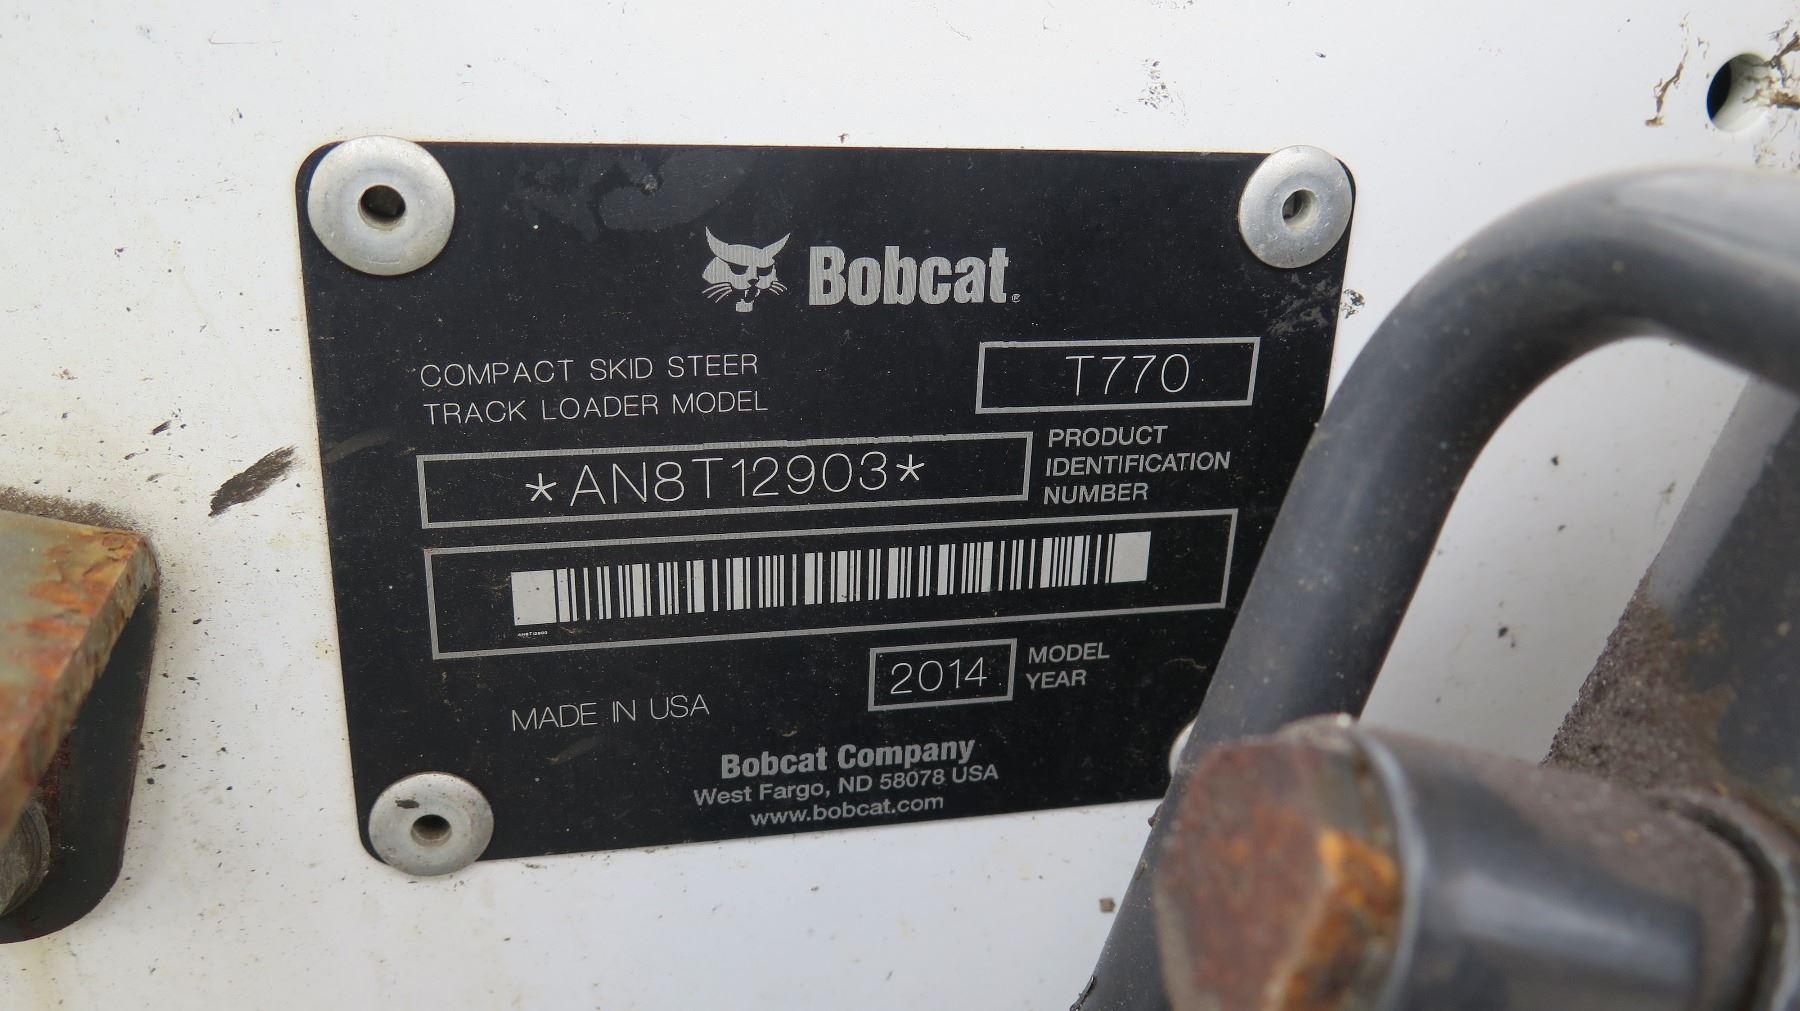 Bobcat®
COMPACT SKID STEER
TRACK LOADER MODEL
T770
*AN8T12903*
PRODUCT
IDENTIFICATION
NUMBER
2014
MODEL
YEAR
MADE IN USA
Bobcat Company
West Fargo, ND 58078 USA
www.bobcat.com